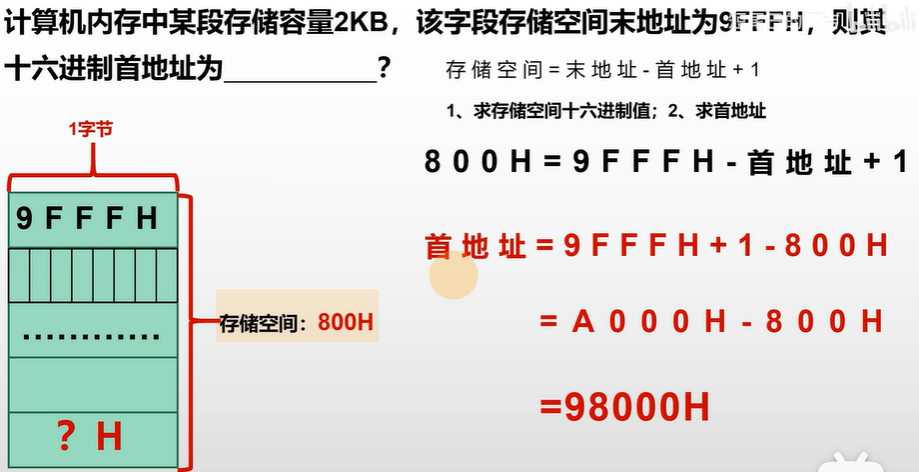 计算机内存中某段存储容量2KB，该字段存储空间末地址为9FFFH，则其
十六进制首地址为__________？
存储空间=末地址-首地址+1
1、求存储空间十六进制值；2、求首地址
800H=9FFFH-首地址+1
1字节
9FFFH
首地址=9FFFH+1-800H
存储空间：800H
…………
=A000H-800H
=98000H
？H